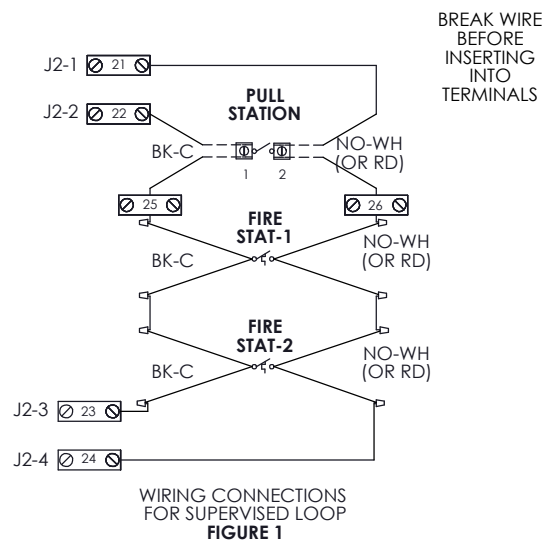 BREAK WIRE
BEFORE
INSERTING
INTO
TERMINALS
J2-1 21
PULL
STATION
J2-2 22
BK-C
NO-WH
(OR RD)
1 2
25 26
FIRE
STAT-1
BK-C
NO-WH
(OR RD)
FIRE
STAT-2
BK-C
NO-WH
(OR RD)
J2-3 23
J2-4 24
WIRING CONNECTIONS
FOR SUPERVISED LOOP
FIGURE 1